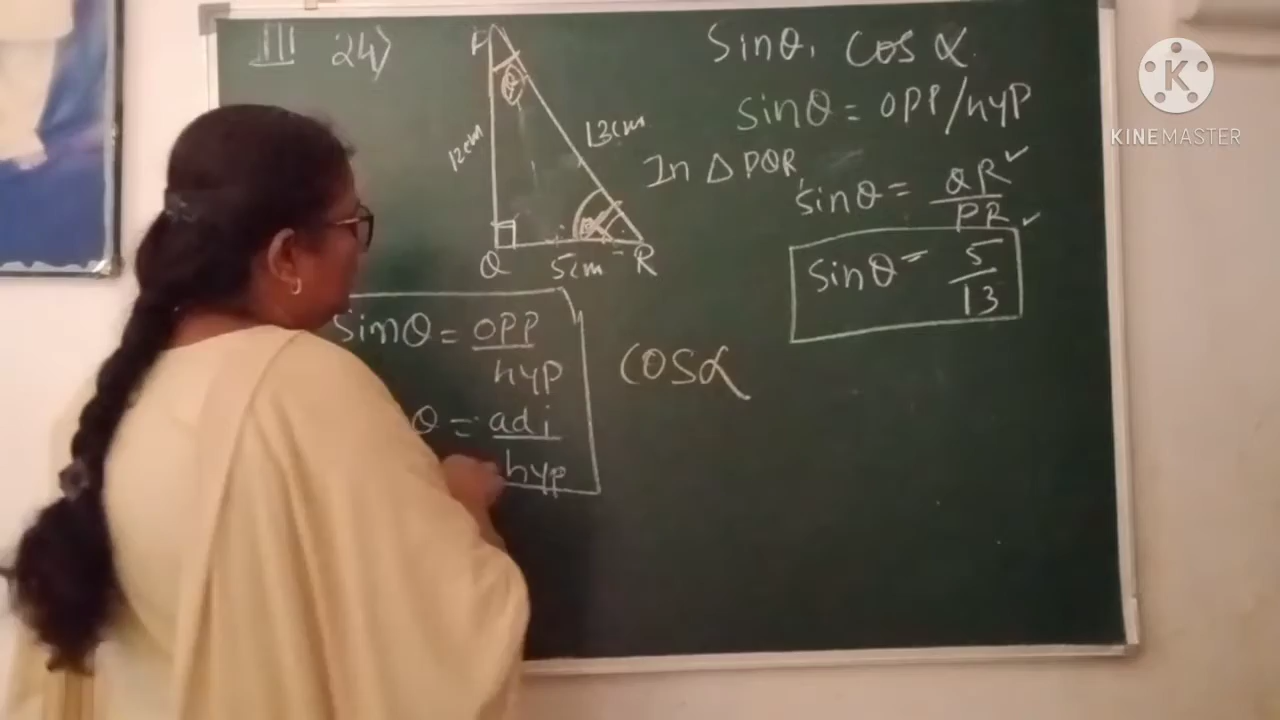 III 24)
Sinθ, Cos α
sinθ = OPP/hyp
12cm
13cm
In Δ PQR,
sinθ = QR ✓
PR ✓
Q 5cm R
Sinθ = 5
13
sinθ = OPP
hyp
cosα
θ = adj
hyp
K
KINEMASTER